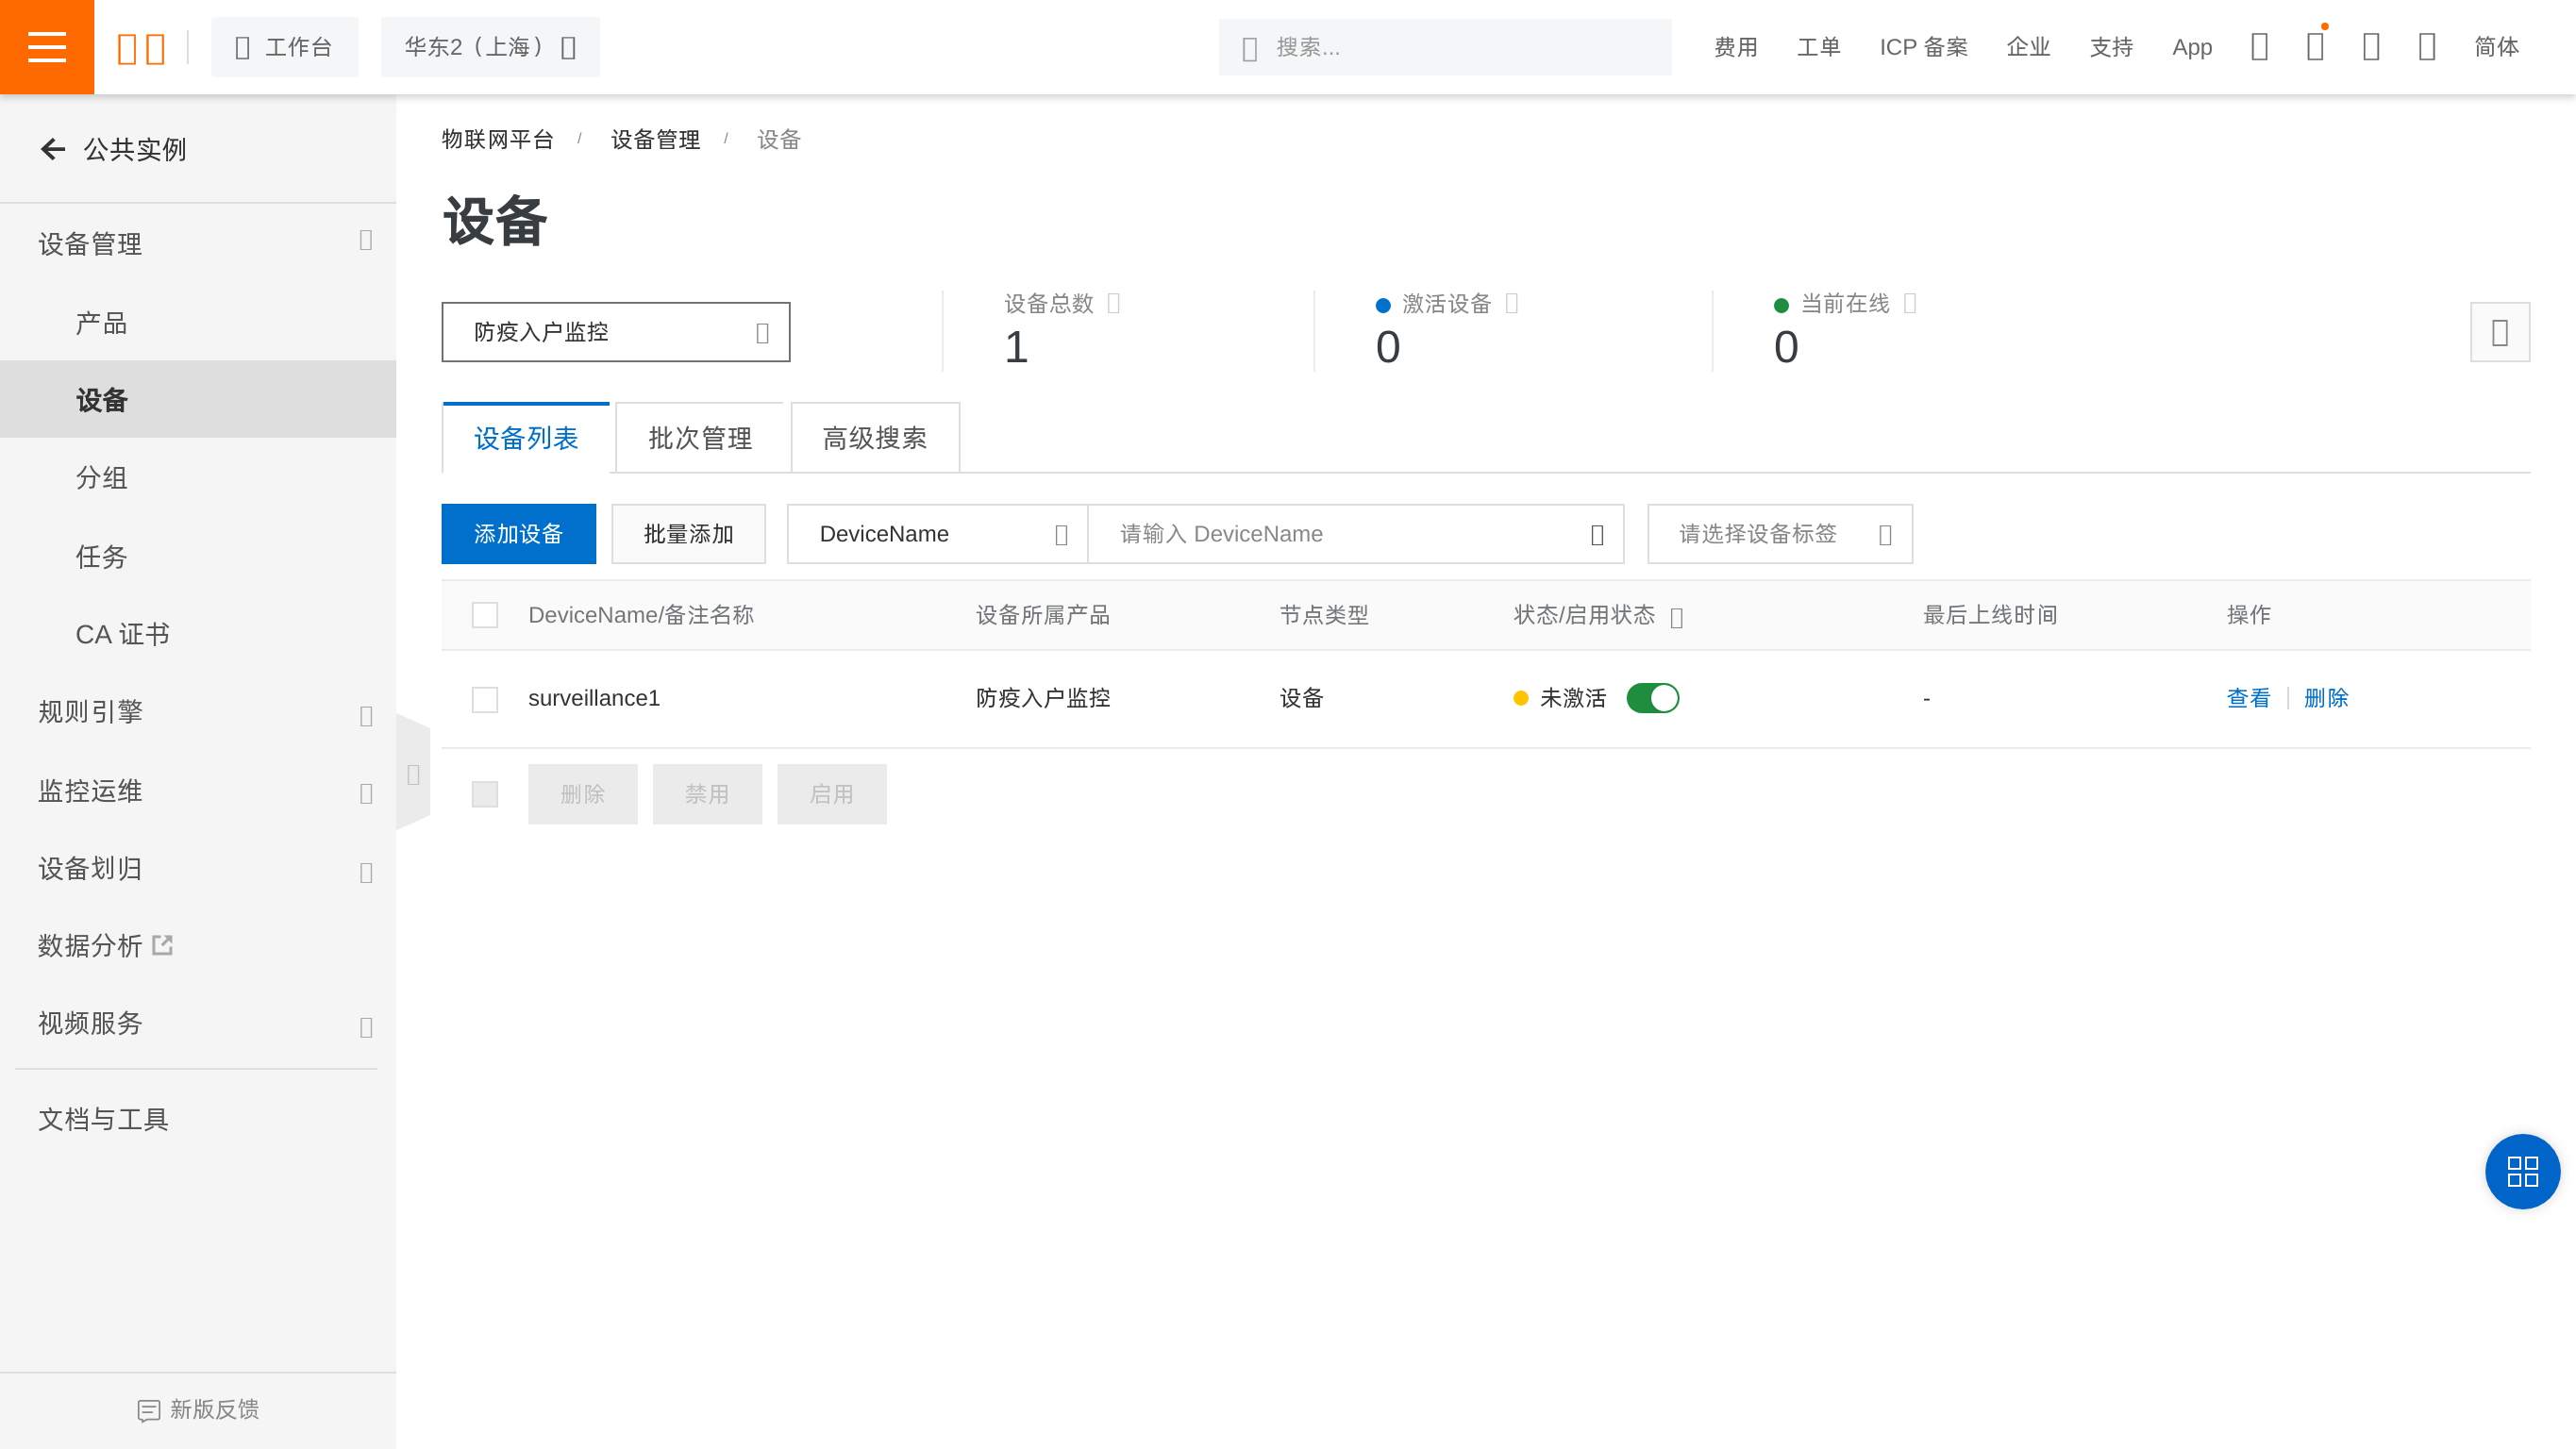 工作台 华东2（上海） 搜索... 费用 工单 ICP 备案 企业 支持 App 简体
公共实例
设备管理
产品
设备
分组
任务
CA 证书
规则引擎
监控运维
设备划归
数据分析
视频服务
文档与工具
新版反馈
物联网平台 / 设备管理 / 设备
设备
防疫入户监控
设备总数
1
激活设备
0
当前在线
0
设备列表 批次管理 高级搜索
添加设备 批量添加 DeviceName 请输入 DeviceName 请选择设备标签
DeviceName/备注名称 设备所属产品 节点类型 状态/启用状态 最后上线时间 操作
surveillance1 防疫入户监控 设备 未激活 - 查看 删除
删除 禁用 启用